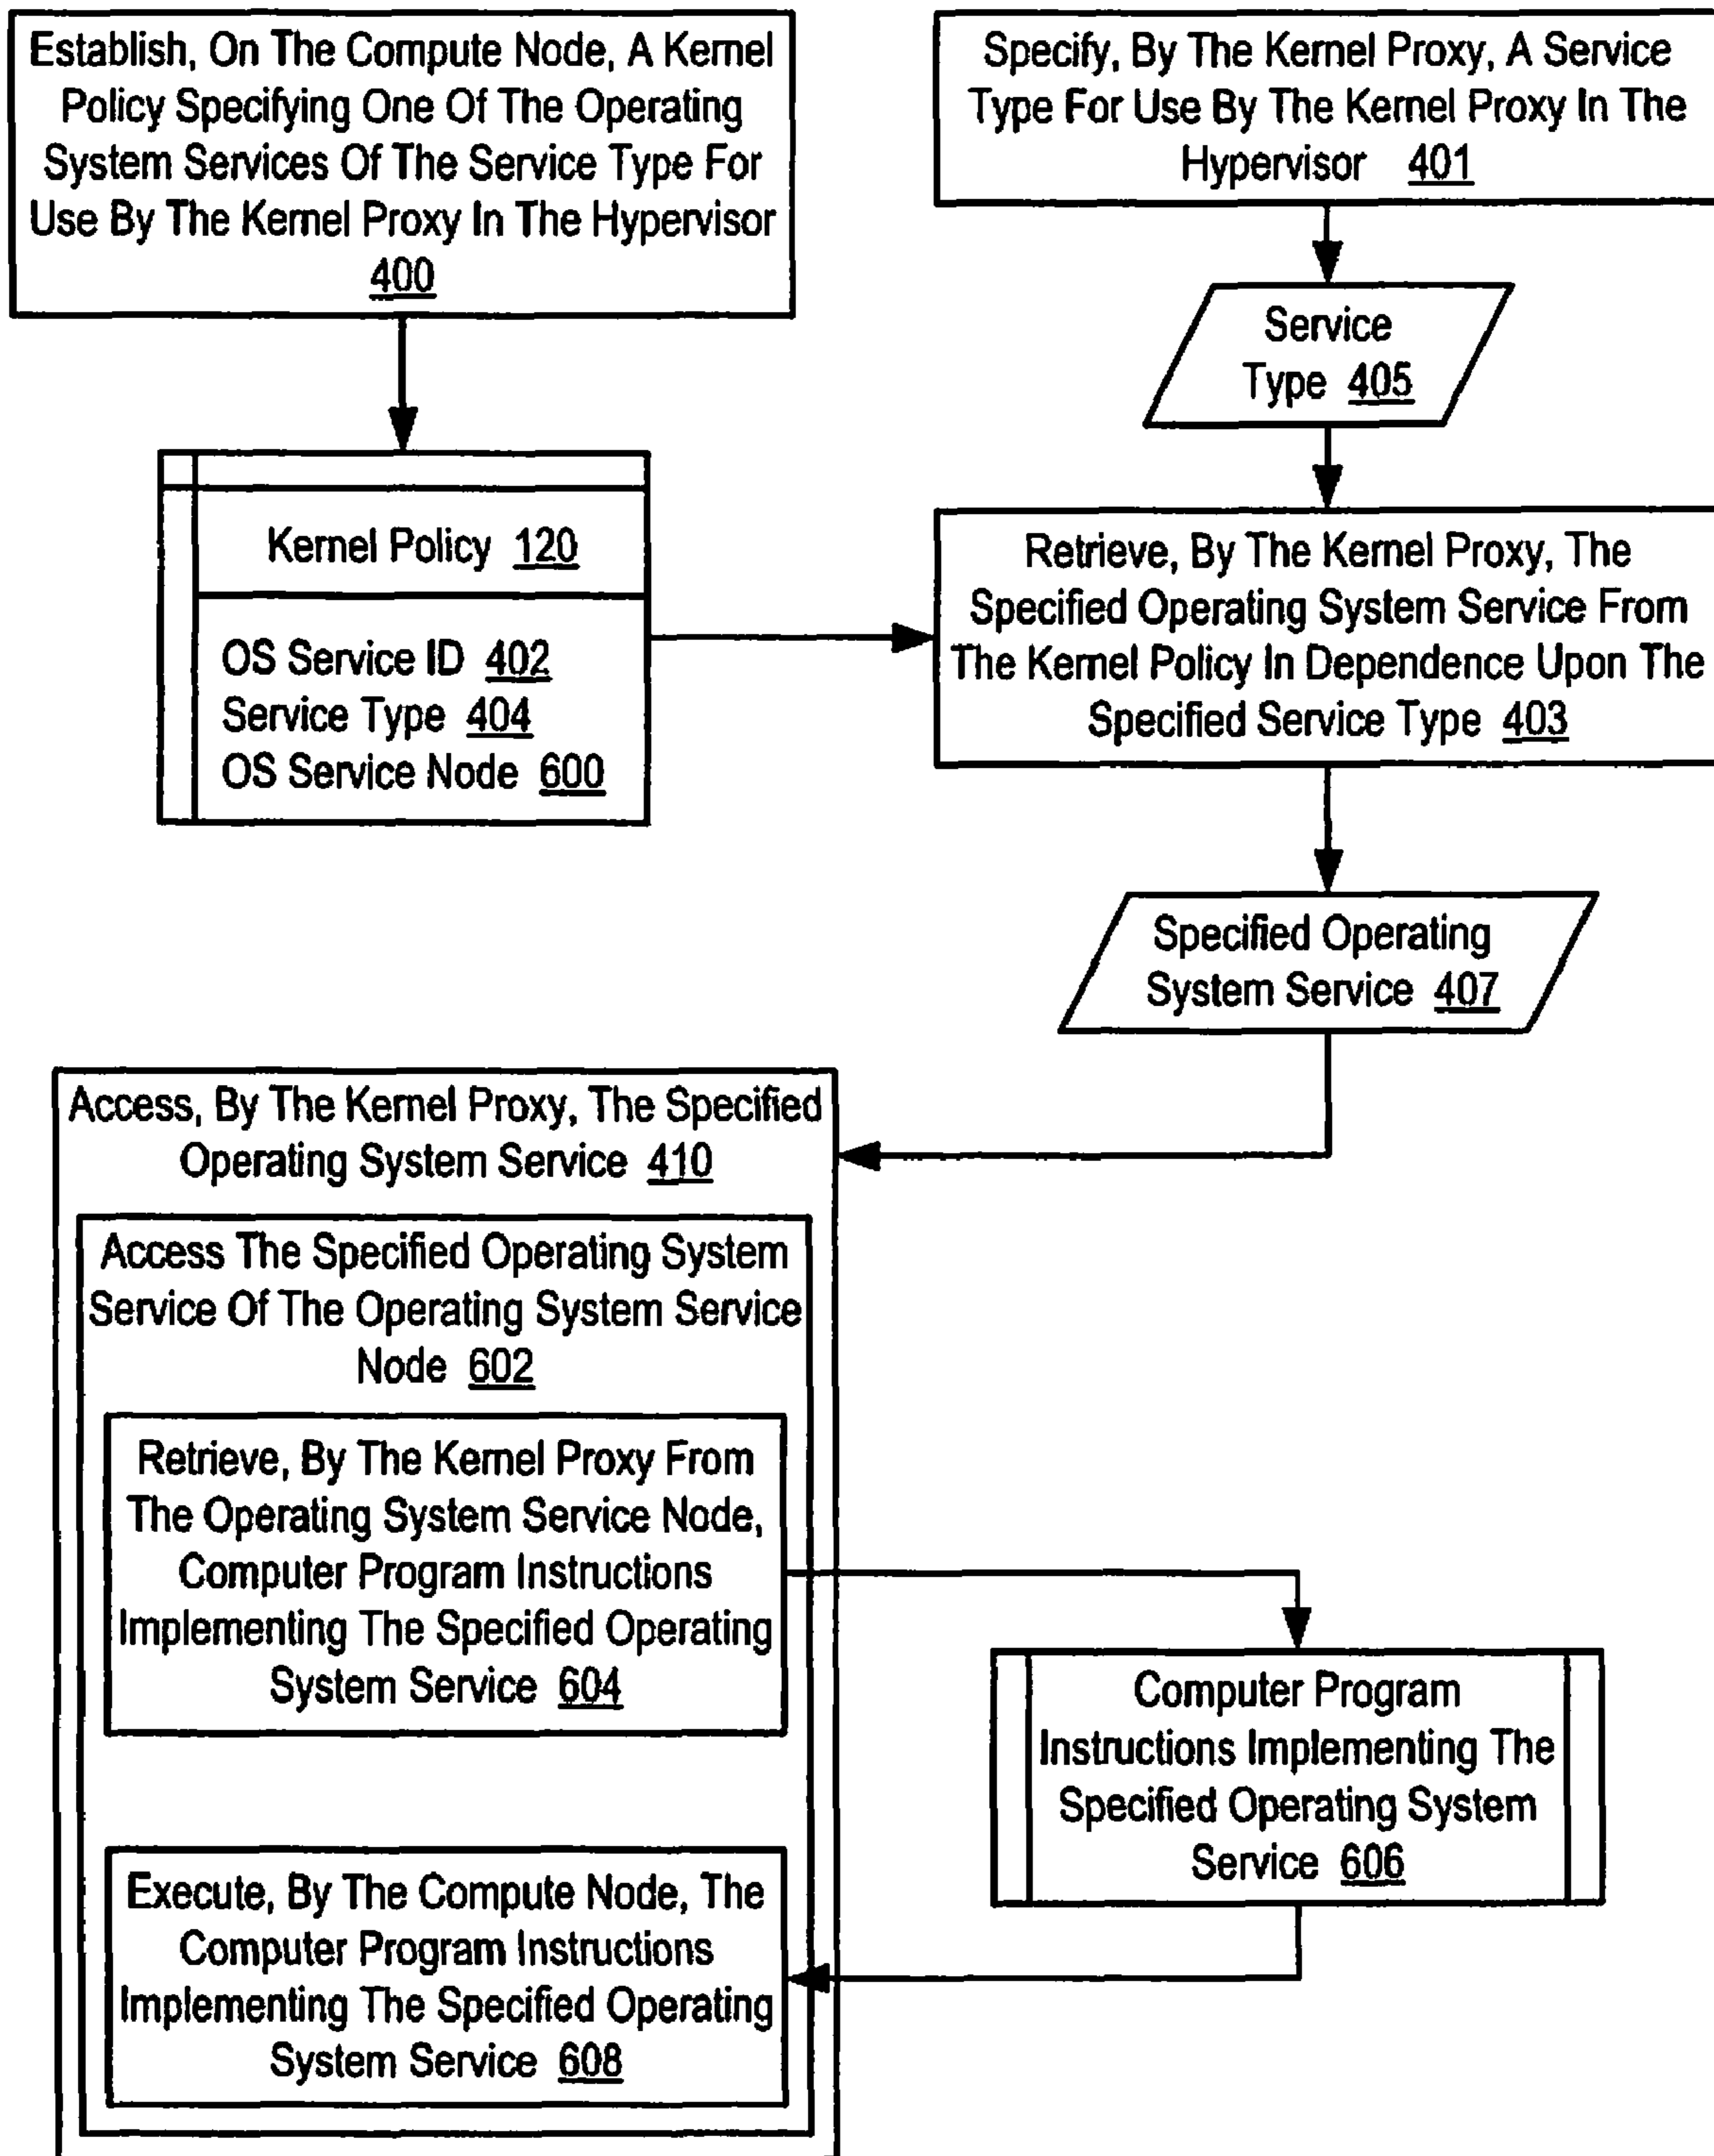 Establish, On The Compute Node, A Kernel
Policy Specifying One Of The Operating
System Services Of The Service Type For
Use By The Kernel Proxy In The Hypervisor
400
Specify, By The Kernel Proxy, A Service
Type For Use By The Kernel Proxy In The
Hypervisor 401
Service
Type 405
Kernel Policy 120
OS Service ID 402
Service Type 404
OS Service Node 600
Retrieve, By The Kernel Proxy, The
Specified Operating System Service From
The Kernel Policy In Dependence Upon The
Specified Service Type 403
Specified Operating
System Service 407
Access, By The Kernel Proxy, The Specified
Operating System Service 410
Access The Specified Operating System
Service Of The Operating System Service
Node 602
Retrieve, By The Kernel Proxy From
The Operating System Service Node,
Computer Program Instructions
Implementing The Specified Operating
System Service 604
Computer Program
Instructions Implementing The
Specified Operating System
Service 606
Execute, By The Compute Node, The
Computer Program Instructions
Implementing The Specified Operating
System Service 608